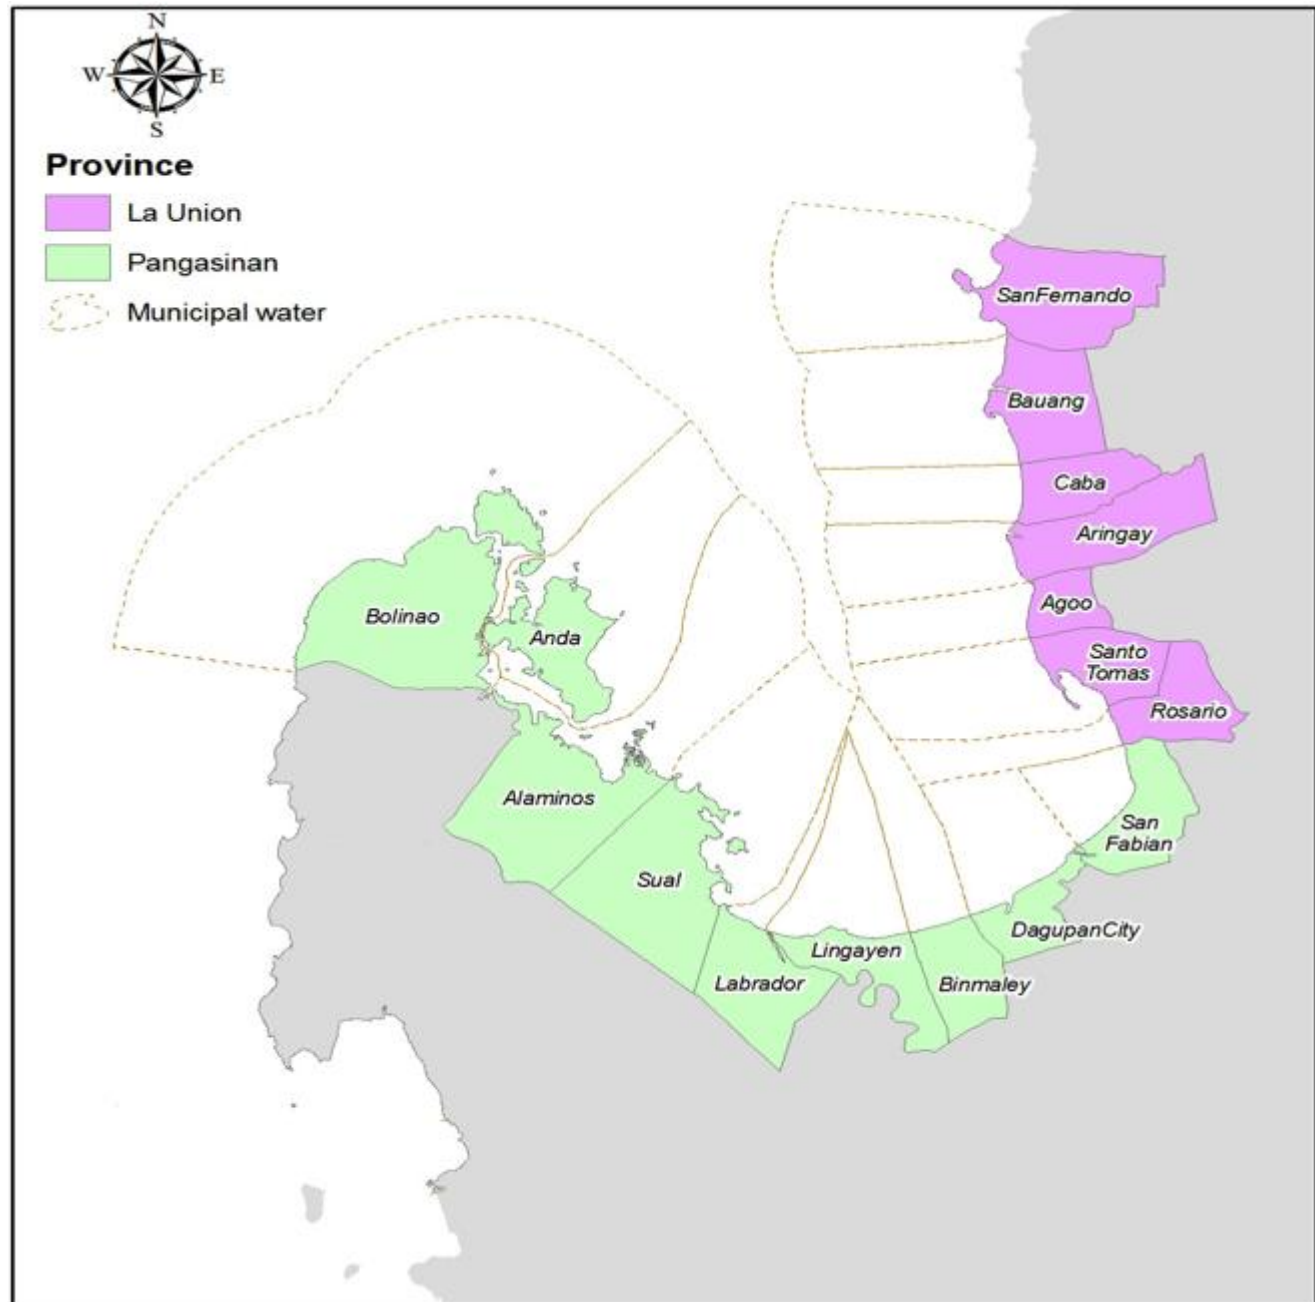 N
W E
S
Province
La Union
Pangasinan
Municipal water
SanFernando
Bauang
Caba
Aringay
Agoo
Santo
Tomas
Rosario
Bolinao
Anda
Alaminos
Sual
San
Fabian
DagupanCity
Lingayen
Labrador
Binmaley